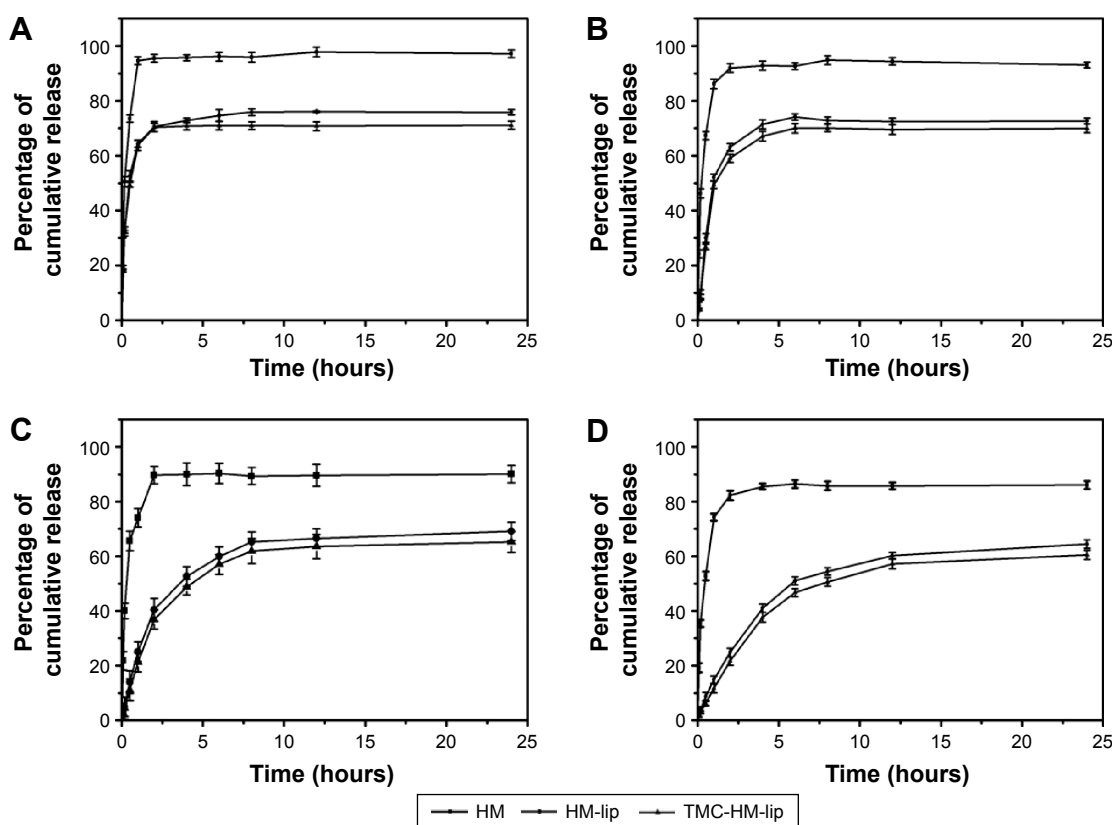 A
Percentage of
cumulative release
100
80
60
40
20
0
0 5 10 15 20 25
Time (hours)
B
Percentage of
cumulative release
100
80
60
40
20
0
0 5 10 15 20 25
Time (hours)
C
Percentage of
cumulative release
100
80
60
40
20
0
0 5 10 15 20 25
Time (hours)
D
Percentage of
cumulative release
100
80
60
40
20
0
0 5 10 15 20 25
Time (hours)
HM HM-lip TMC-HM-lip